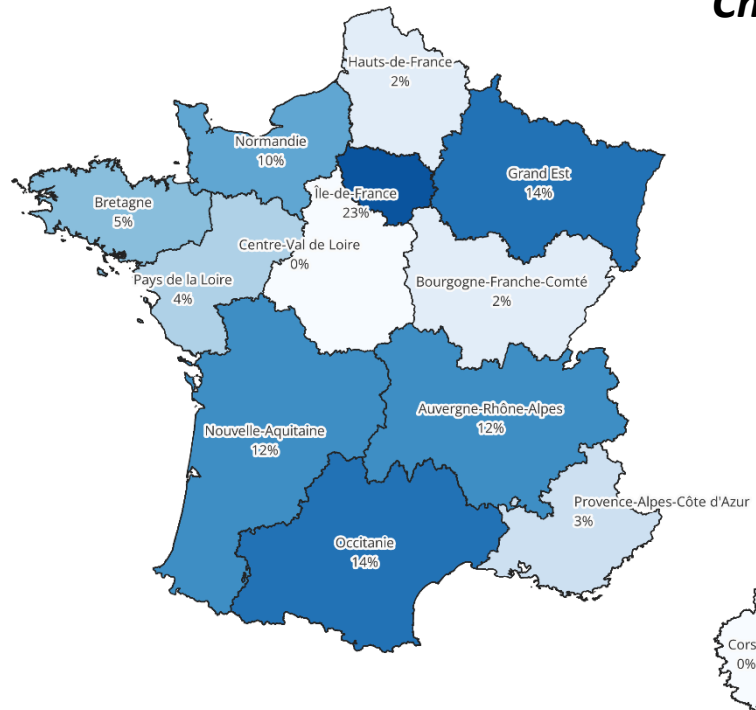 Ch
Hauts-de-France
2%
Normandie
10%
Grand Est
14%
Île-de-France
23%
Bretagne
5%
Centre-Val de Loire
0%
Pays de la Loire
4%
Bourgogne-Franche-Comté
2%
Auvergne-Rhône-Alpes
12%
Nouvelle-Aquitaine
12%
Provence-Alpes-Côte d'Azur
3%
Occitanie
14%
Cors
0%